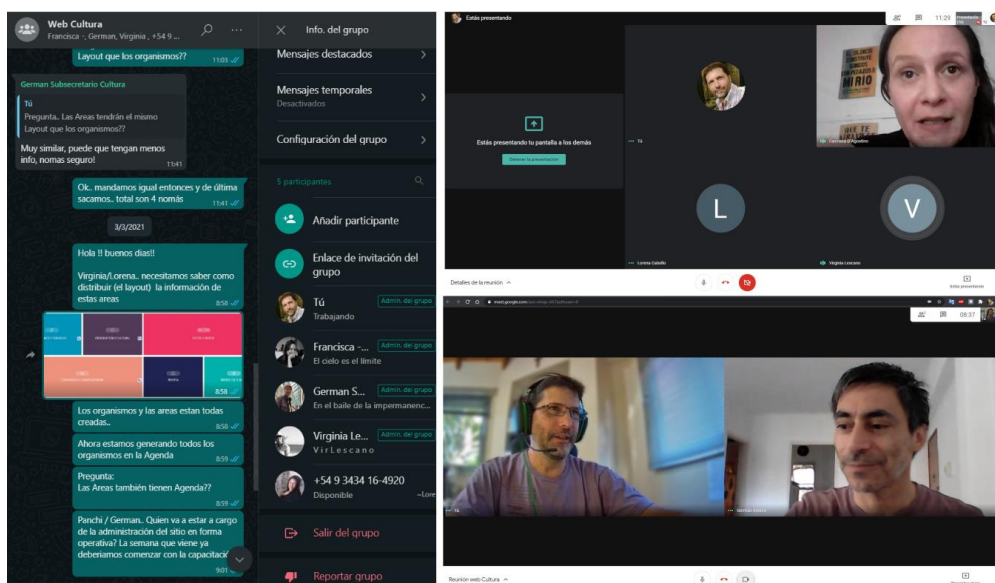 Web Cultura
Francisca -, German, Virginia , +54 9 ...
Layout que los organismos??
11:03
German Subsecretario Cultura
Tú
Pregunta.. Las Areas tendrán el mismo
Layout que los organismos??
Muy similar, puede que tengan menos
info, nomas seguro!
11:41
Ok.. mandamos igual entonces y de última
sacamos.. total son 4 nomás
11:41
3/3/2021
Hola !! buenos dias!!
Virginia/Lorena.. necesitamos saber como
distribuir (el layout) la información de
estas areas
8:58
8:58
Los organismos y las areas estan todas
creadas..
8:58
Ahora estamos generando todos los
organismos en la Agenda
8:59
Pregunta:
Las Areas también tienen Agenda??
8:59
Panchi / German.. Quien va a estar a cargo
de la administración del sitio en forma
operativa? La semana que viene ya
deberiamos comenzar con la capacitació
9:01
Info. del grupo
Mensajes destacados
Mensajes temporales
Desactivados
Configuración del grupo
5 participantes
Añadir participante
Enlace de invitación del
grupo
Tú
Admin. del grupo
Trabajando
Francisca -...
Admin. del grupo
El cielo es el límite
German S...
Admin. del grupo
En el baile de la impermanenc...
Virginia Le...
Admin. del grupo
V i r L e s c a n o
+54 9 3434 16-4920
Disponible
~Lore
Salir del grupo
Reportar grupo
Estás presentando
11:29
Estás presentando tu pantalla a los demás
Detener la presentación
Tú
MI RIO
L
V
Virginia Lescano
Detalles de la reunión
Estás presentando
08:37
Tú
Reunión web Cultura